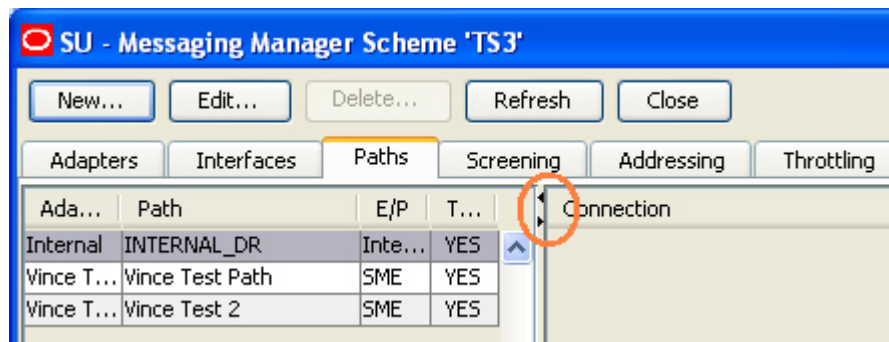 SU - Messaging Manager Scheme 'TS3'
New... Edit... Delete... Refresh Close
Adapters Interfaces Paths Screening Addressing Throttling
Ada... Path E/P T... Connection
Internal INTERNAL_DR Inte... YES
Vince T... Vince Test Path SME YES
Vince T... Vince Test 2 SME YES